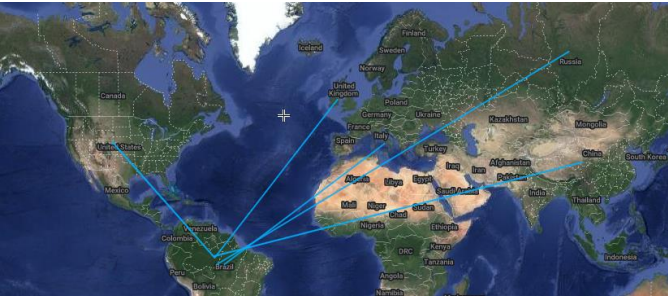 Iceland
Finland
Sweden
Norway
Russia
Canada
United
Kingdom
Poland
Germany
Ukraine
Kazakhstan
Mongolia
France
Italy
Spain
United States
Turkey
China
South Korea
Iraq
Iran
Afghanistan
Pakistan
Algeria
Libya
Egypt
Saudi Arabia
India
Mexico
Mali
Niger
Chad
Sudan
Thailand
Nigeria
Ethiopia
Venezuela
Colombia
DRC
Kenya
Tanzania
Indonesia
Brazil
Peru
Bolivia
Angola
Namibia